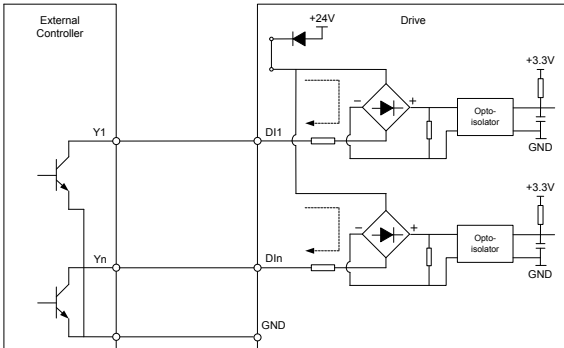 External
Controller
+24V
Drive
+3.3V
− +
Opto-
isolator
Y1
DI1
GND
+3.3V
− +
Opto-
isolator
Yn
DIn
GND
GND